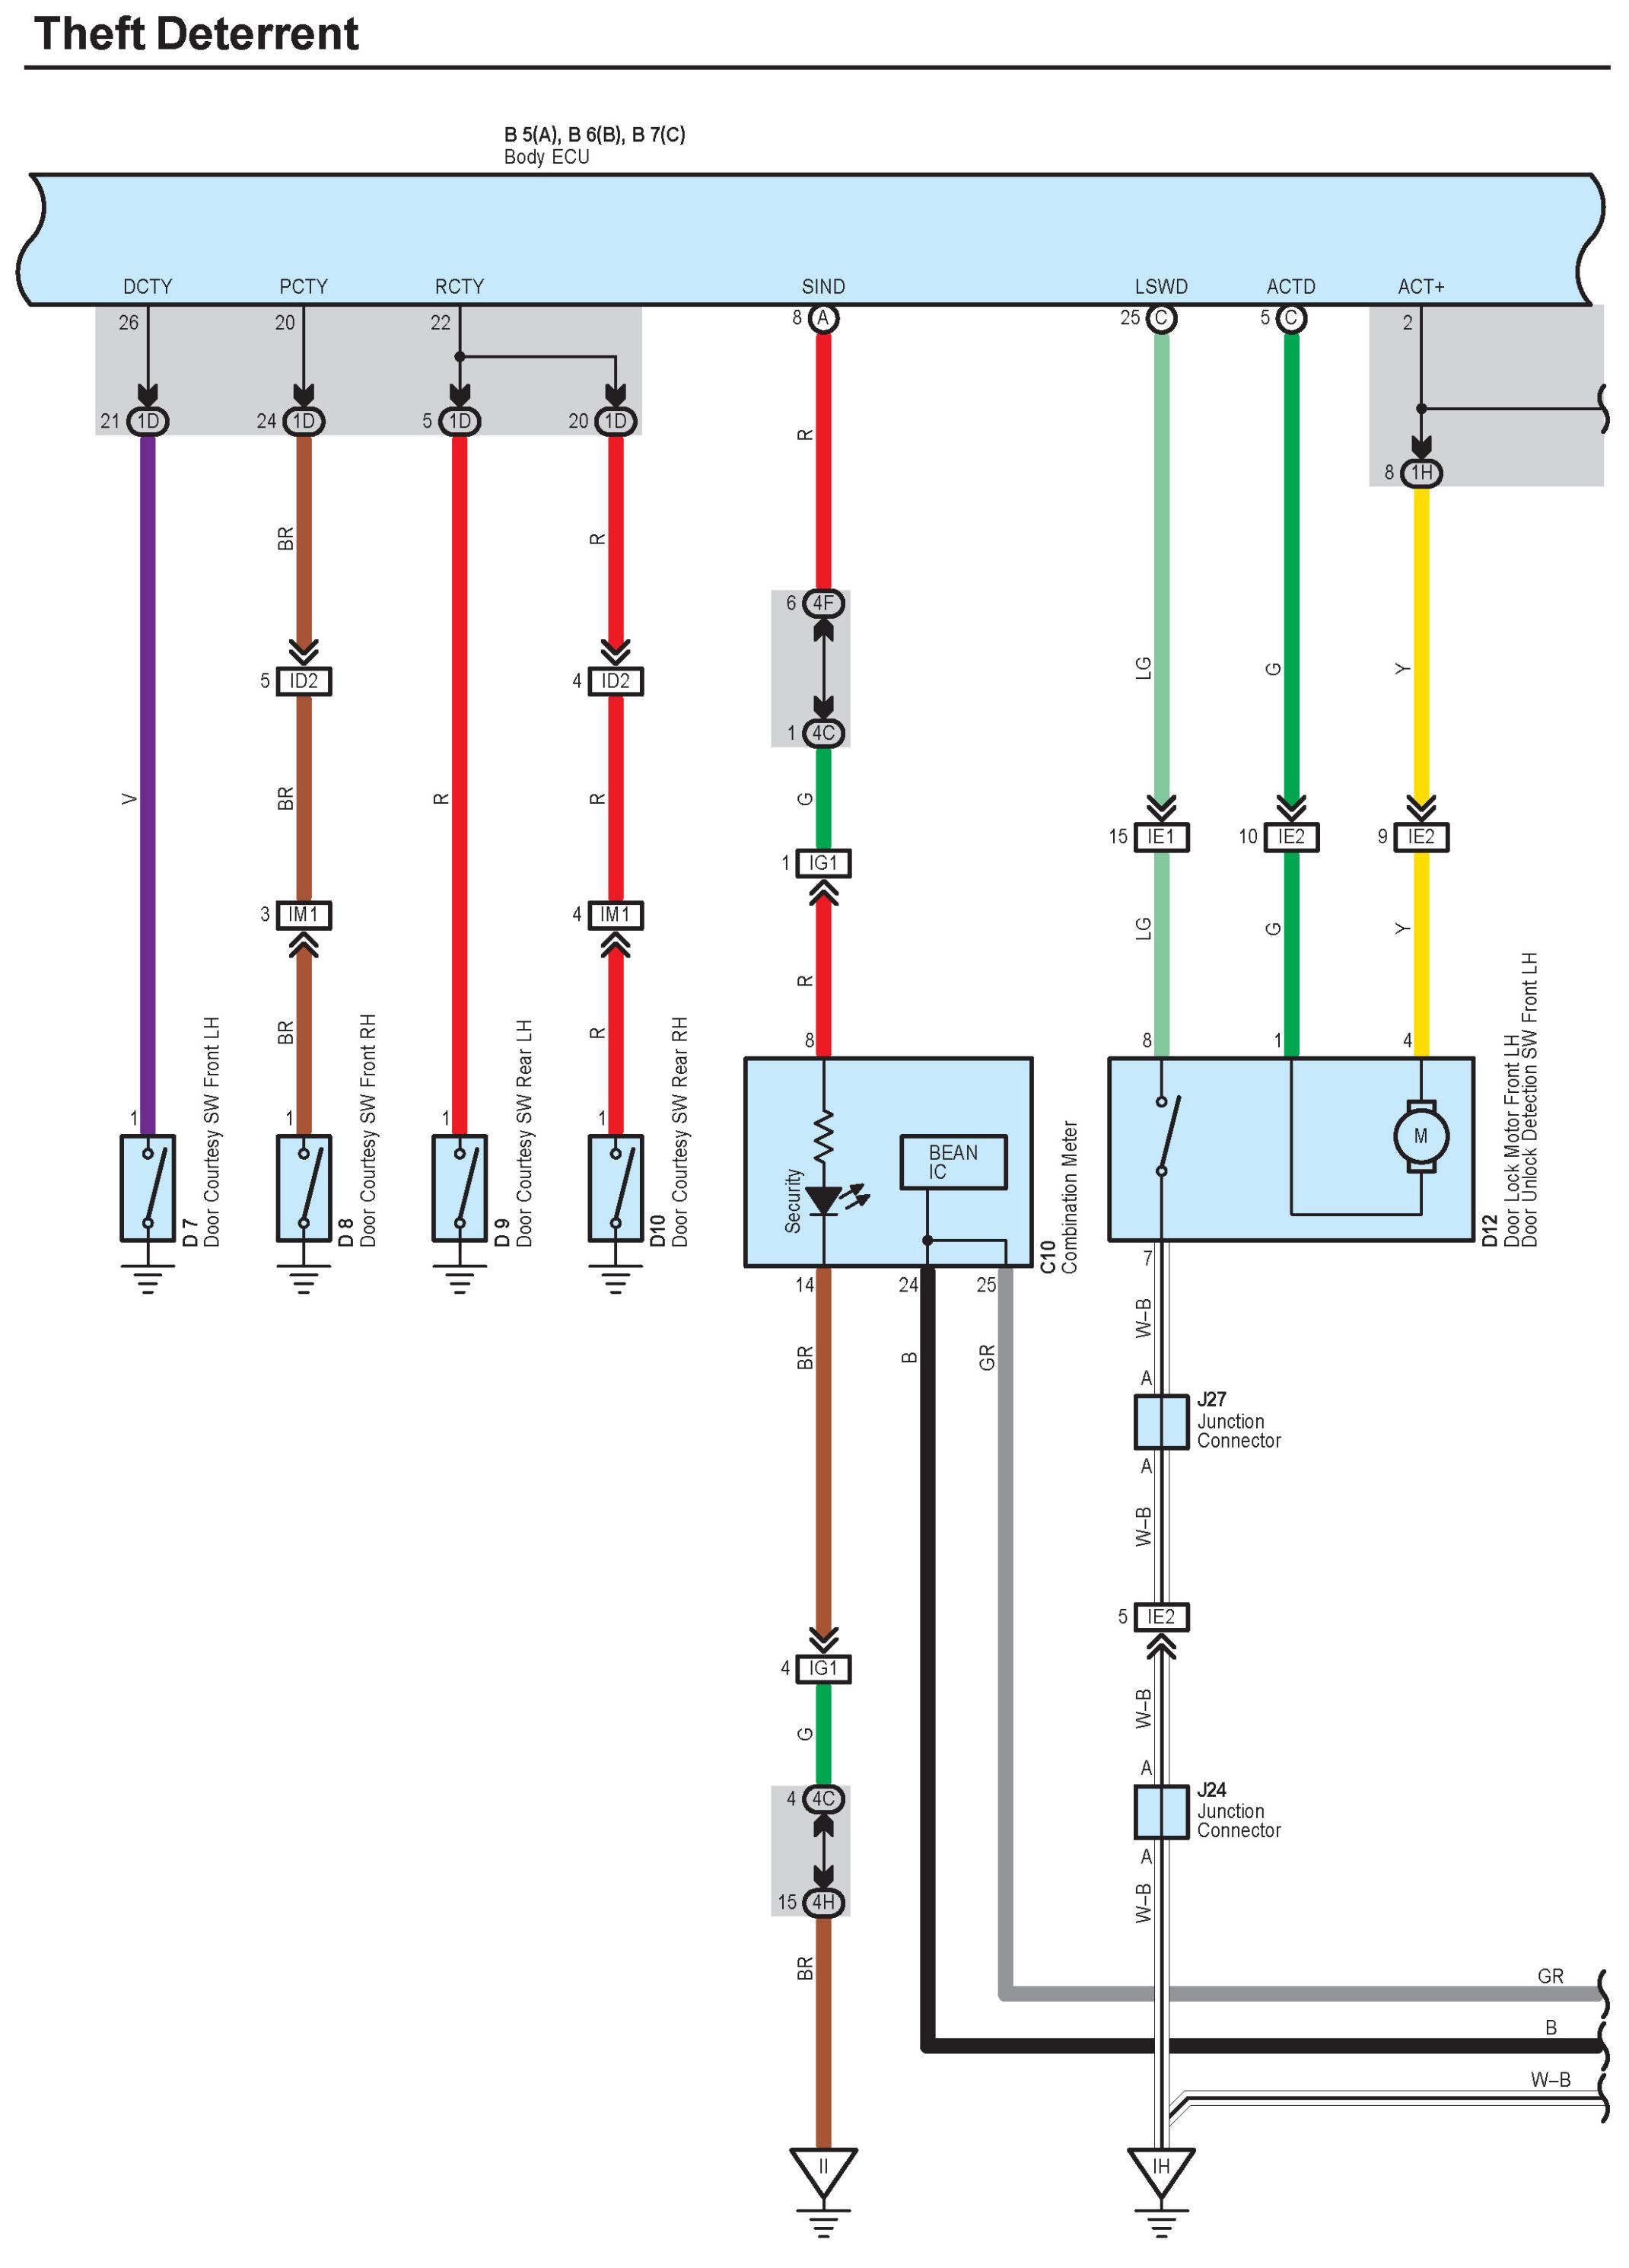 Theft Deterrent
B 5(A), B 6(B), B 7(C)
Body ECU
DCTY PCTY RCTY SIND LSWD ACTD ACT+
26 20 22 8 A 25 C 5 C 2
21 1D 24 1D 5 1D 20 1D
8 1H
R
BR R
6 4F
LG G Y
5 ID2 4 ID2
1 4C
V BR R R G
15 IE1 10 IE2 9 IE2
1 IG1
3 IM1 4 IM1
LG G Y
R
BR R
8 8 1 4
1 1 1 1
D 7
Door Courtesy SW Front LH
D 8
Door Courtesy SW Front RH
D 9
Door Courtesy SW Rear LH
D10
Door Courtesy SW Rear RH
Security
BEAN
IC
C10
Combination Meter
M
D12
Door Lock Motor Front LH
Door Unlock Detection SW Front LH
14 24 25 7
BR B GR W–B
A
J27
Junction
Connector
A
W–B
5 IE2
4 IG1
W–B
G
A
J24
Junction
Connector
4 4C
A
15 4H
W–B
BR
GR
B
W–B
II IH